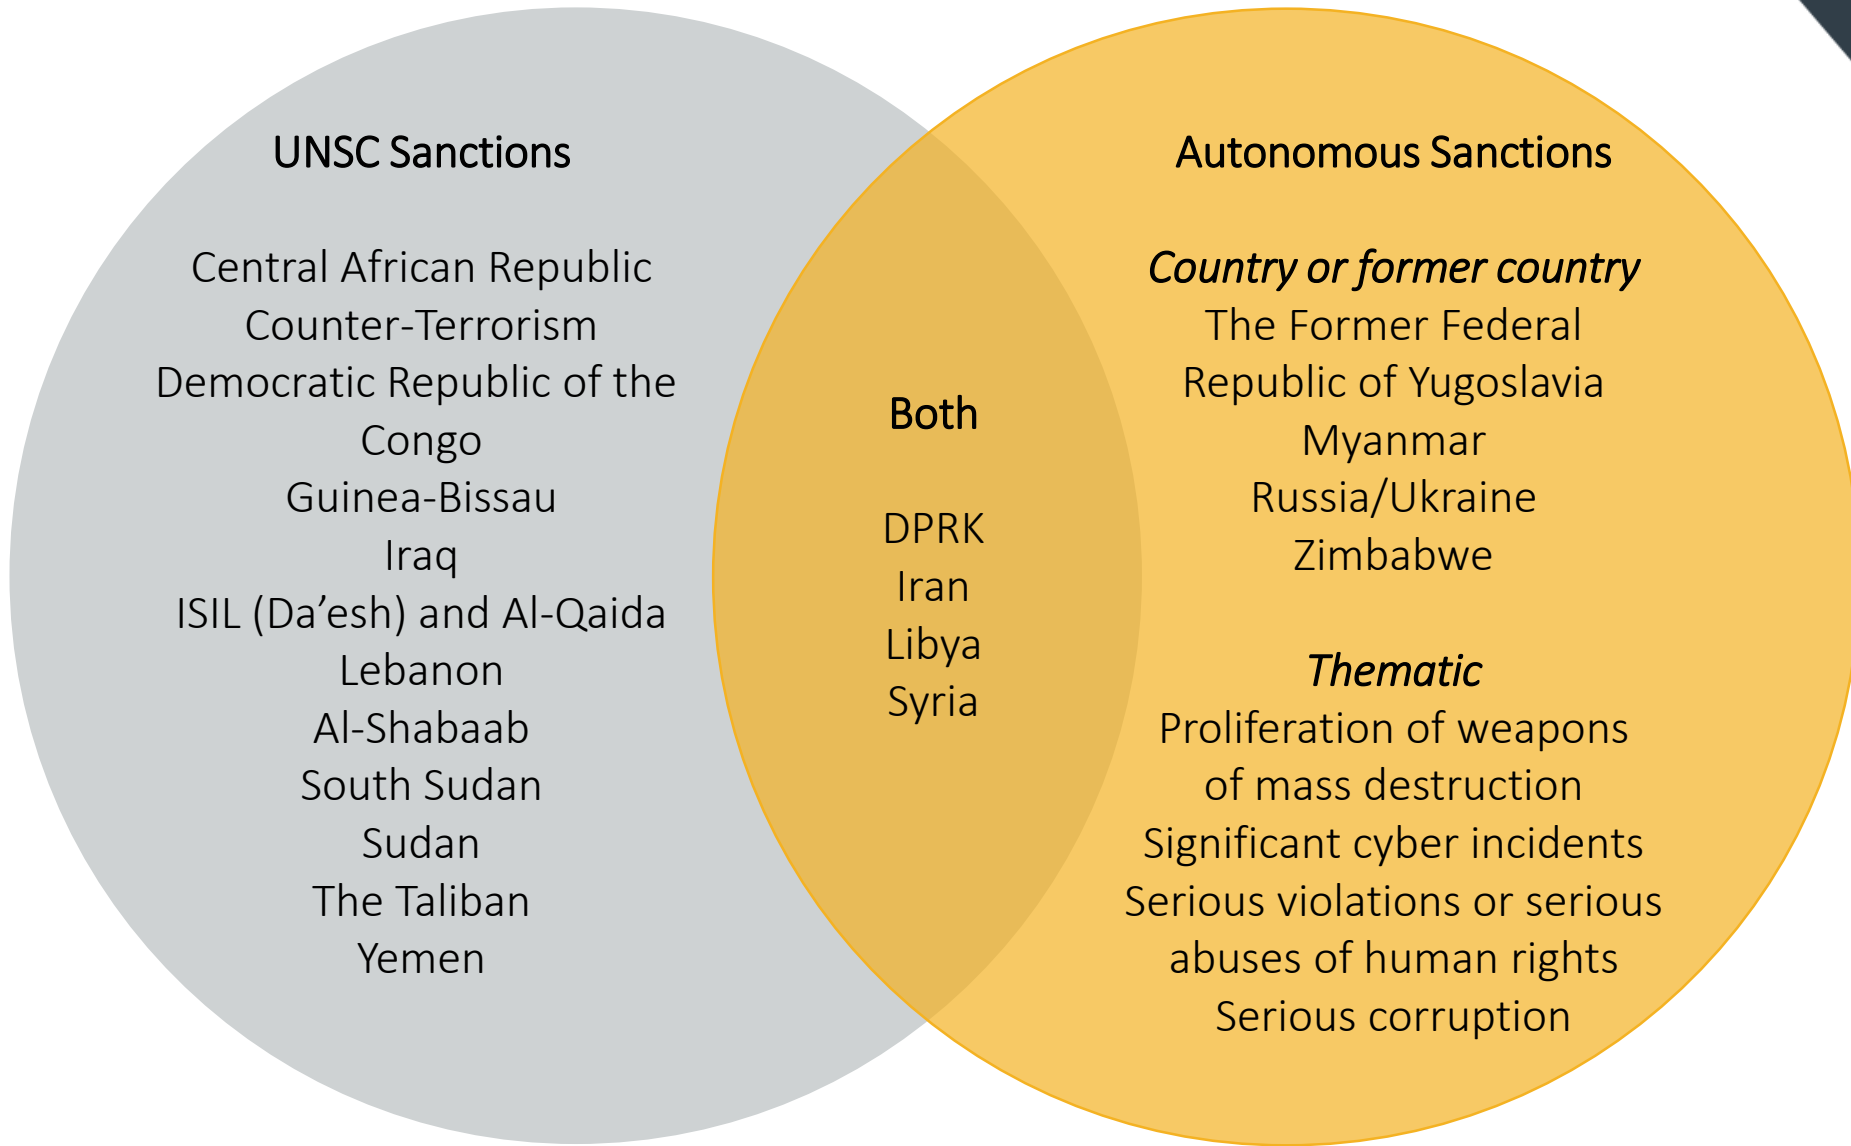 UNSC Sanctions
Central African Republic
Counter-Terrorism
Democratic Republic of the
Congo
Guinea-Bissau
Iraq
ISIL (Da’esh) and Al-Qaida
Lebanon
Al-Shabaab
South Sudan
Sudan
The Taliban
Yemen
Both
DPRK
Iran
Libya
Syria
Autonomous Sanctions
Country or former country
The Former Federal
Republic of Yugoslavia
Myanmar
Russia/Ukraine
Zimbabwe
Thematic
Proliferation of weapons
of mass destruction
Significant cyber incidents
Serious violations or serious
abuses of human rights
Serious corruption